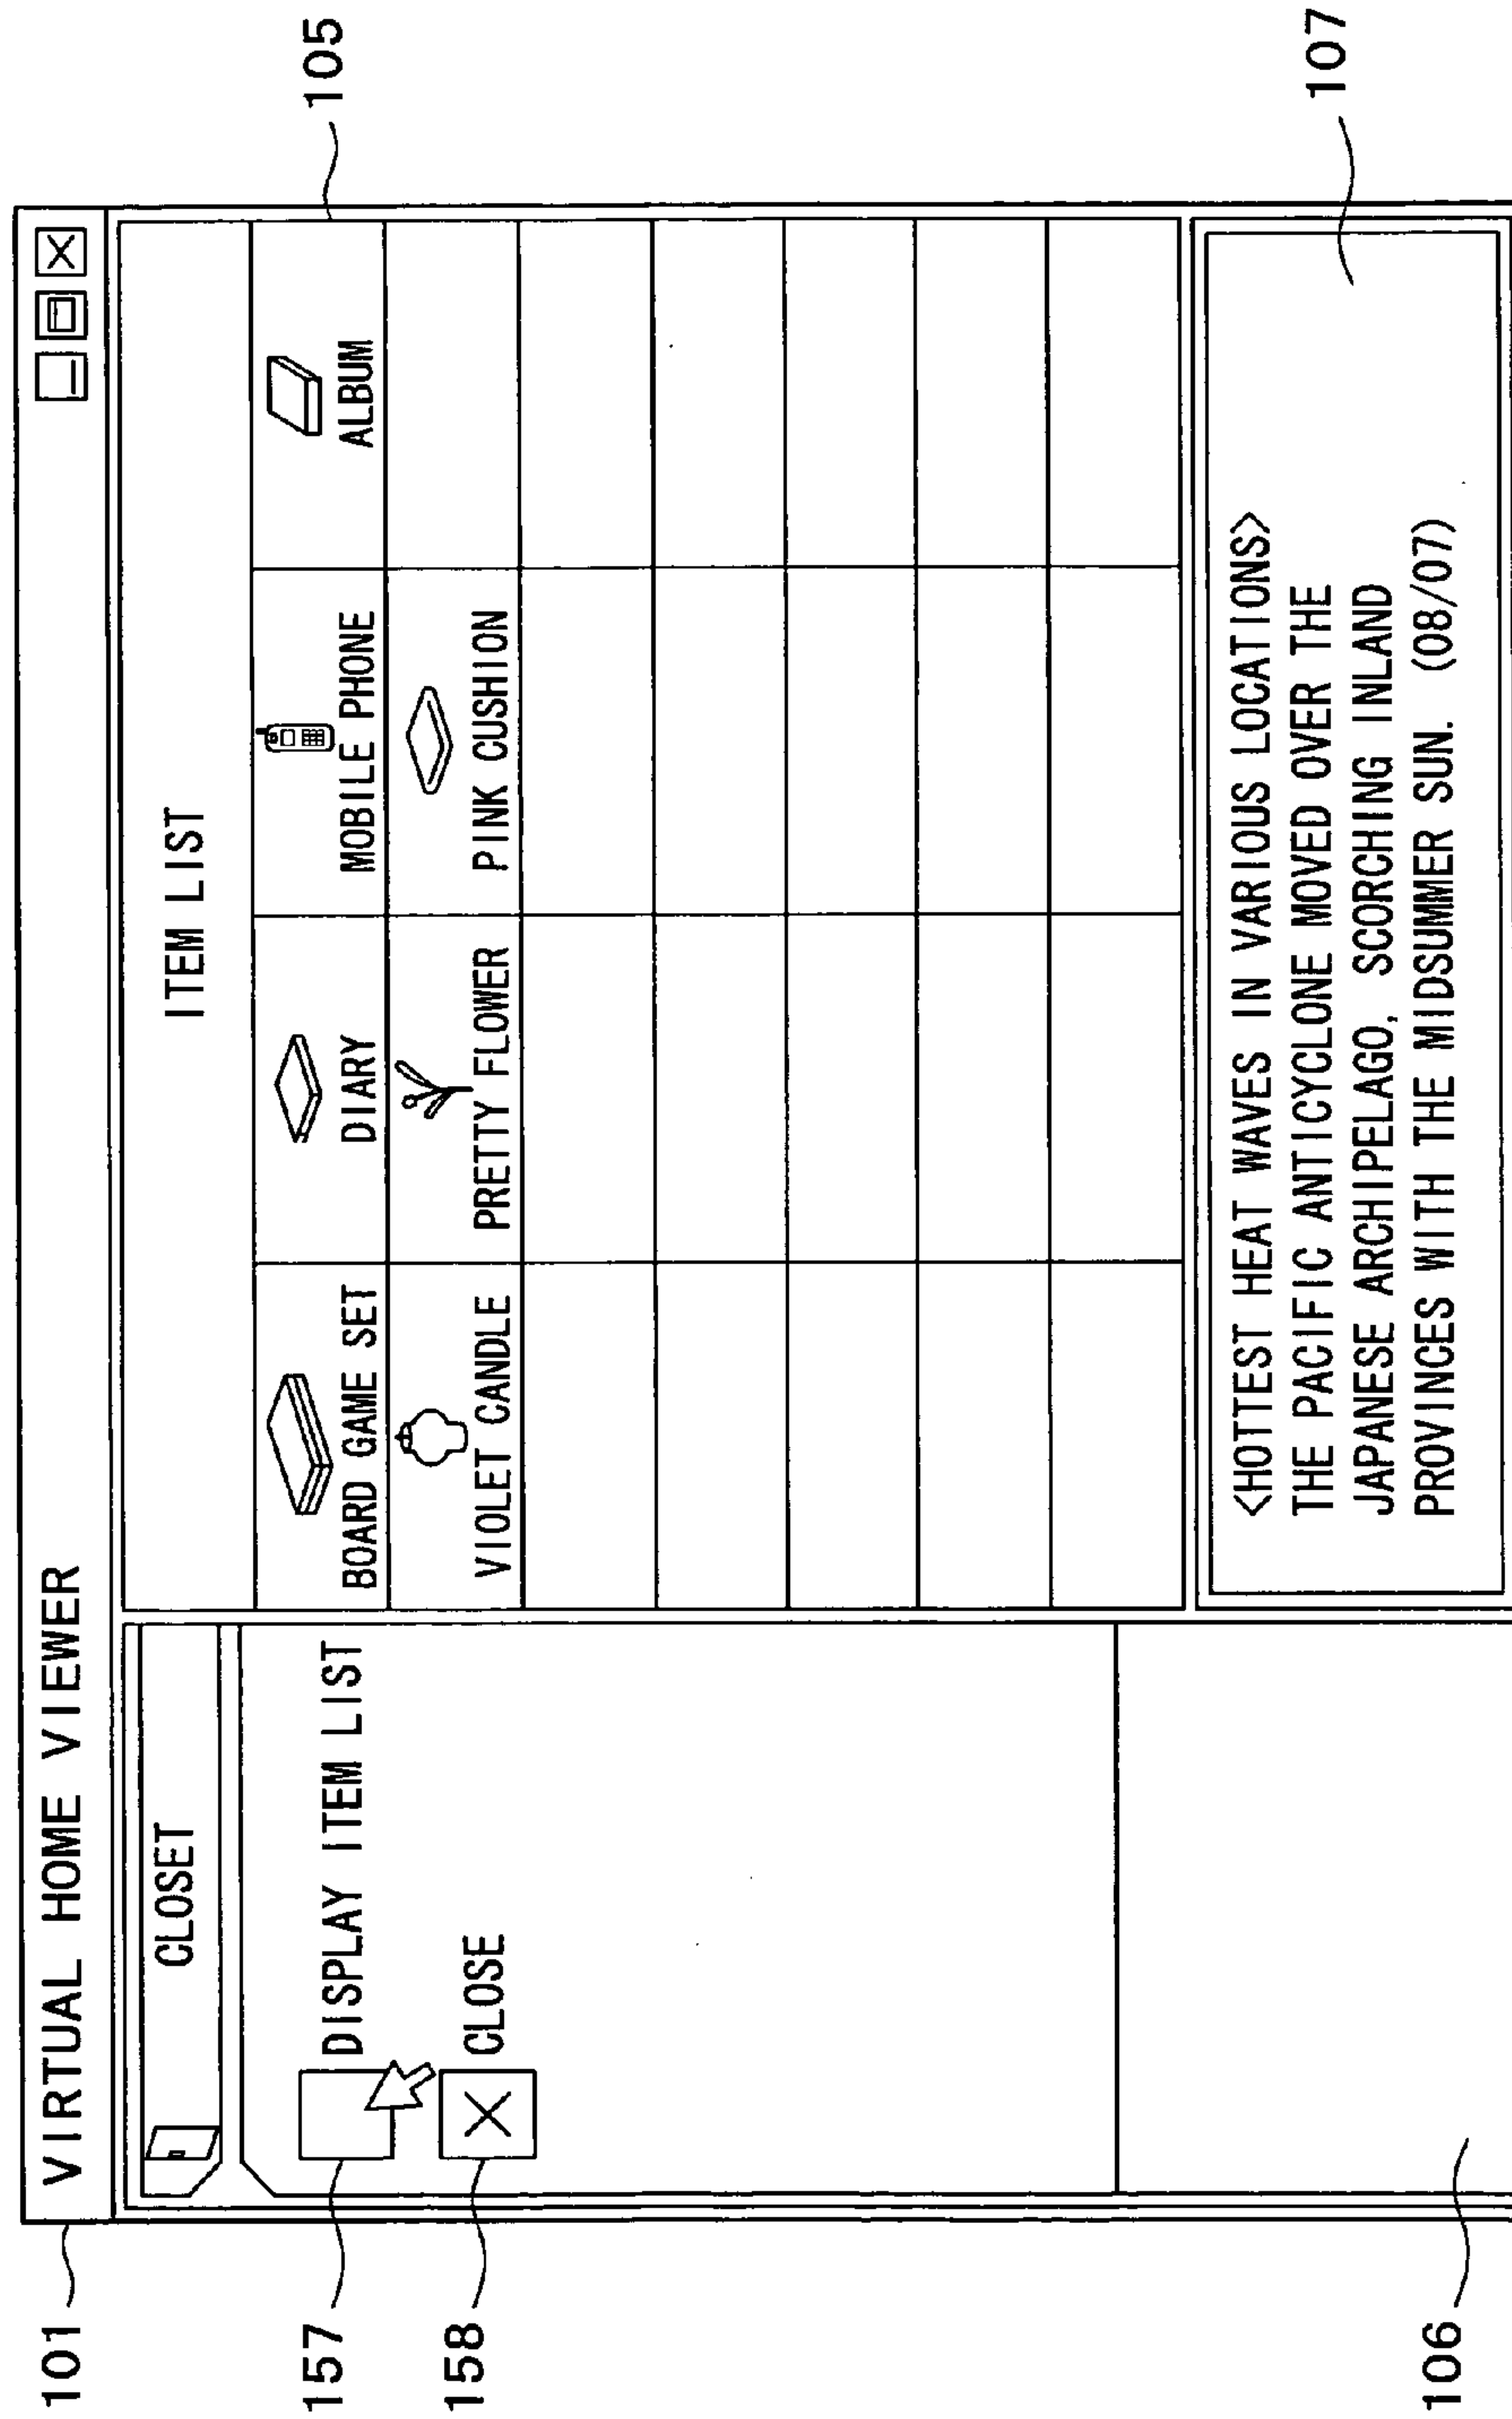 101
VIRTUAL HOME VIEWER
CLOSET
157
DISPLAY ITEM LIST
158
CLOSE
106
ITEM LIST
105
BOARD GAME SET
DIARY
MOBILE PHONE
ALBUM
VIOLET CANDLE
PRETTY FLOWER
PINK CUSHION
<HOTTEST HEAT WAVES IN VARIOUS LOCATIONS>
THE PACIFIC ANTICYCLONE MOVED OVER THE
JAPANESE ARCHIPELAGO, SCORCHING INLAND
PROVINCES WITH THE MIDSUMMER SUN. (08/07)
107